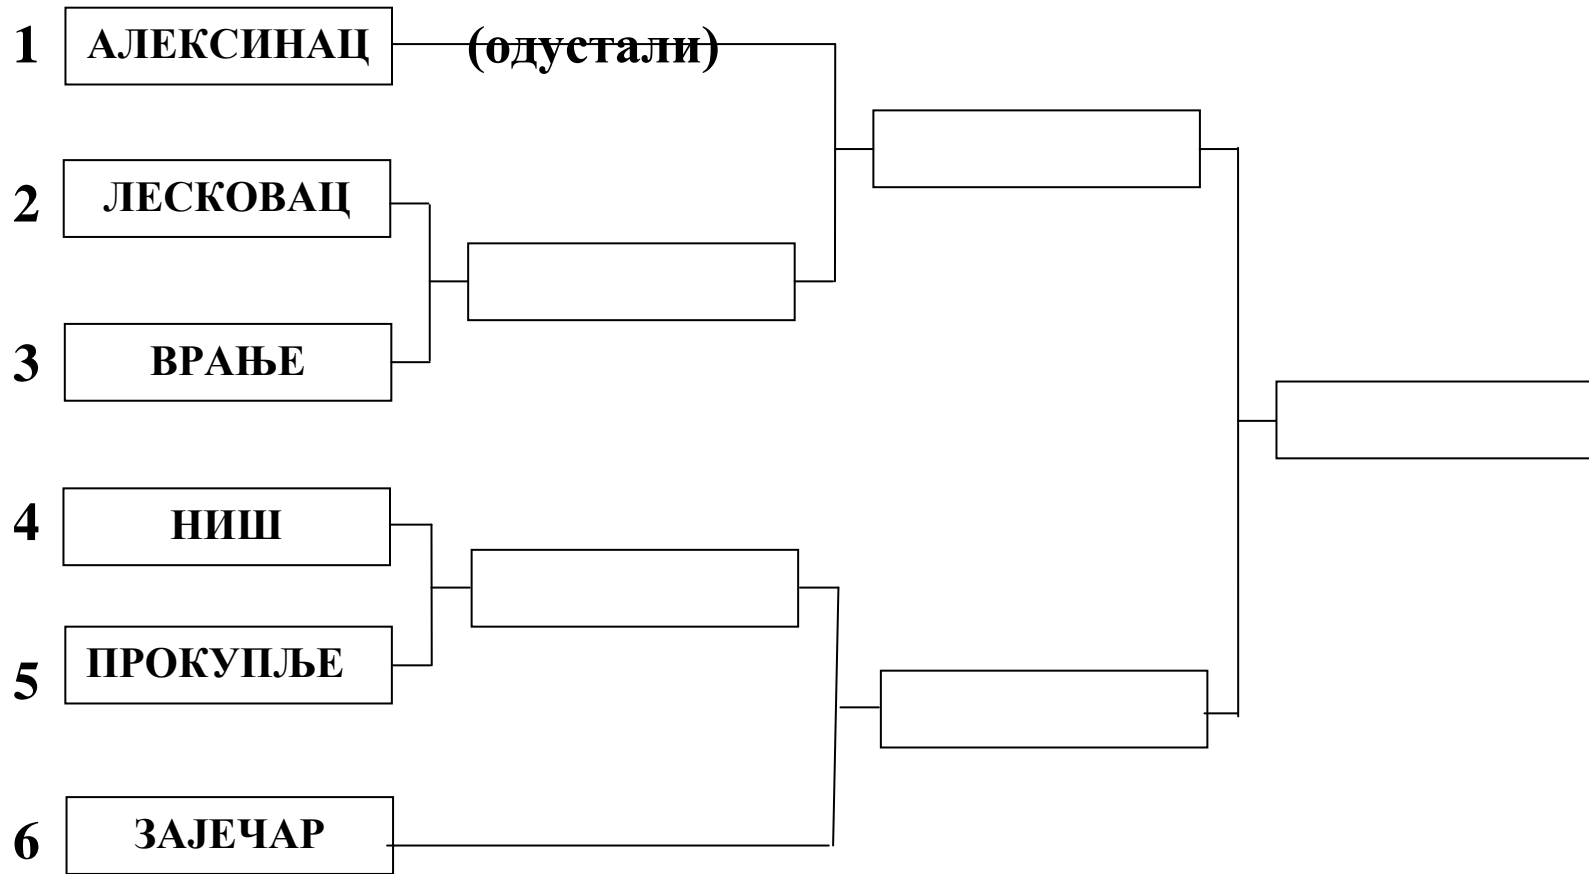 1 АЛЕКСИНАЦ (одустали)
2 ЛЕСКОВАЦ
3 ВРАЊЕ
4 НИШ
5 ПРОКУПЉЕ
6 ЗАЈЕЧАР